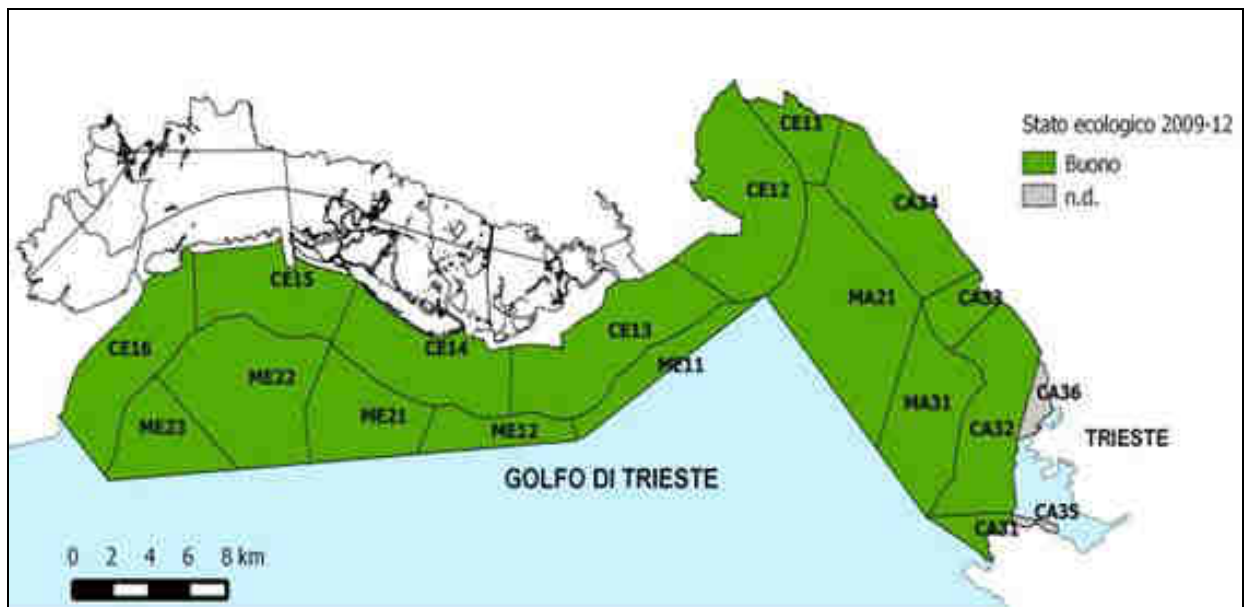 Stato ecologico 2009-12
Buono
n.d.
CE11
CE12
CA34
CE15
MA21
CA33
CE13
CE16
CE14
ME11
ME22
CA36
MA31
ME21
ME23
ME12
CA32
TRIESTE
GOLFO DI TRIESTE
CA35
CA31
0 2 4 6 8 km